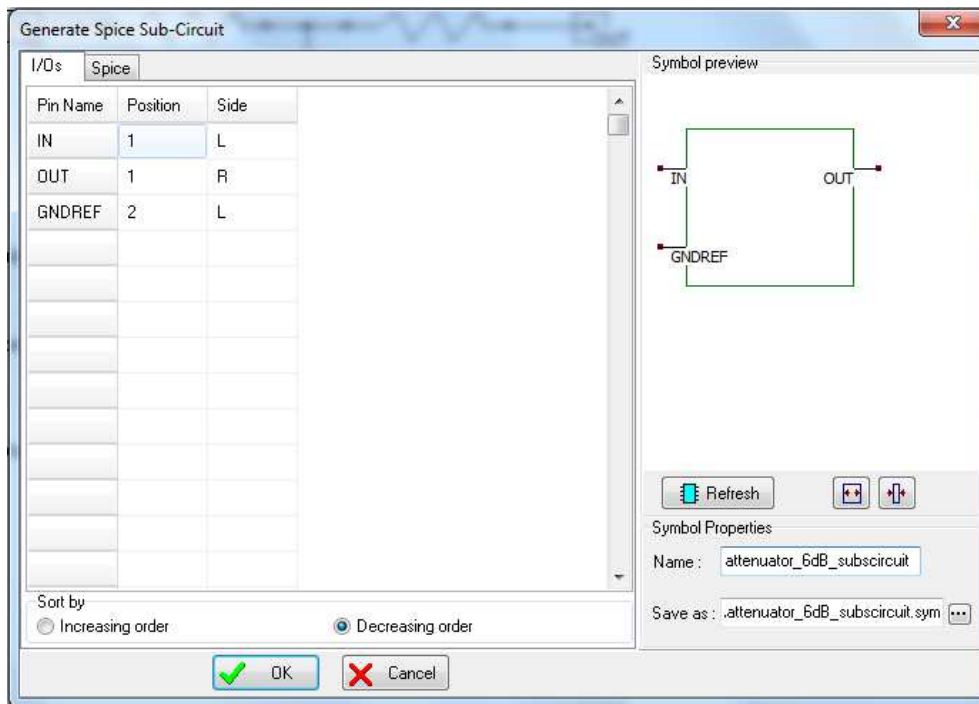 Generate Spice Sub-Circuit
I/Os Spice
Pin Name Position Side
IN 1 L
OUT 1 R
GNDREF 2 L
Sort by
Increasing order Decreasing order
OK Cancel
Symbol preview
IN OUT
GNDREF
Refresh
Symbol Properties
Name : attenuator_6dB_subscircuit
Save as : .attenuator_6dB_subscircuit.sym ...